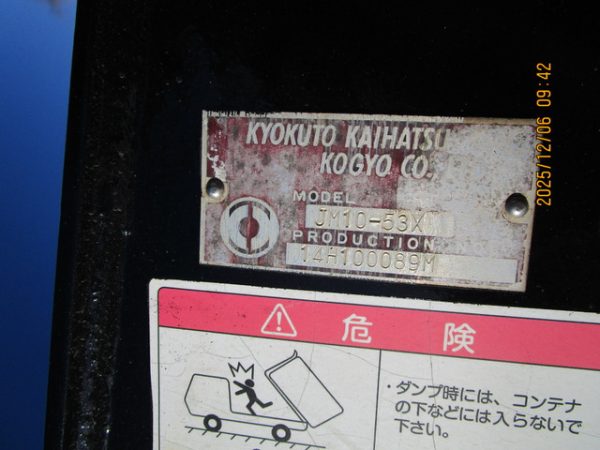 KYOKUTO KAIHATSU
KOGYO CO.,
MODEL
JM10-53X
PRODUCTION
14H100089M
危険
・ダンプ時には、コンテナ
の下などには入らないで
下さい。
2025/12/06 09:42